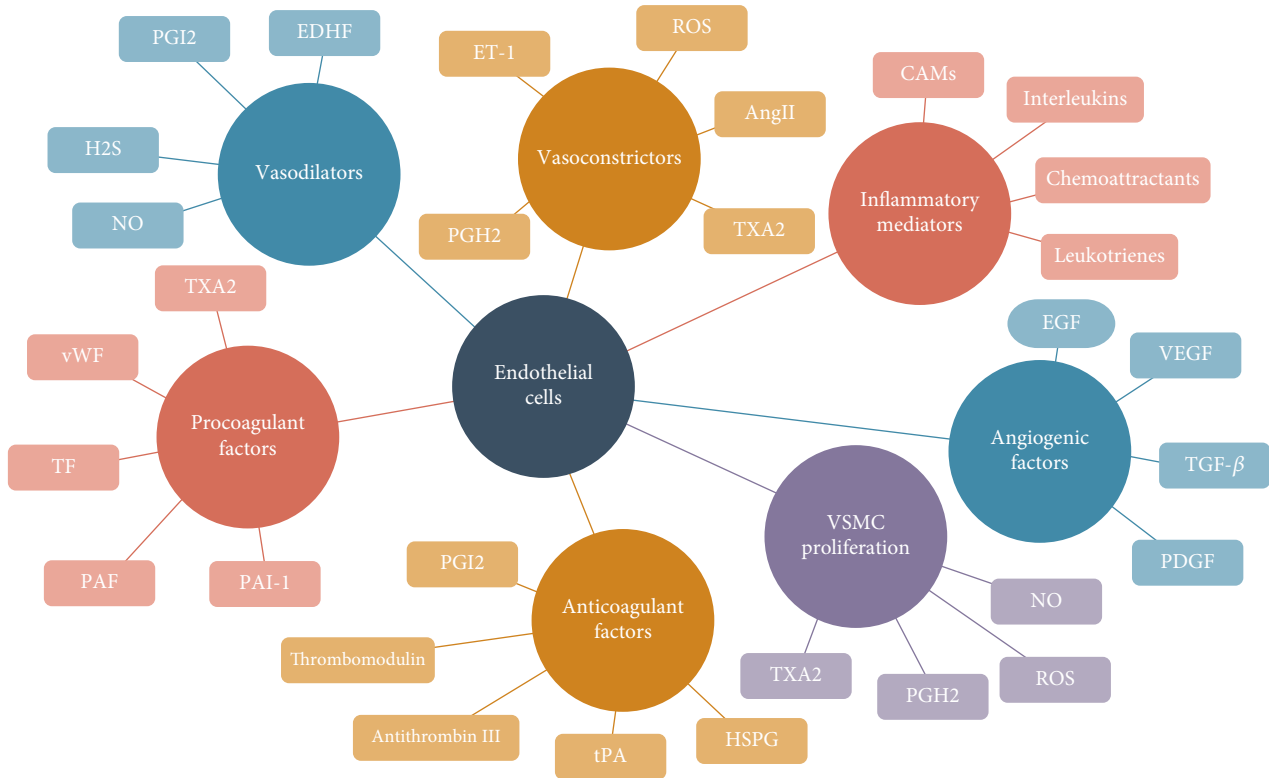 PGI2
EDHF
H2S
NO
Vasodilators
ET-1
ROS
AngII
Vasoconstrictors
PGH2
TXA2
CAMs
Interleukins
Chemoattractants
Leukotrienes
Inflammatory
mediators
TXA2
vWF
TF
PAF
PAI-1
Procoagulant
factors
Endothelial
cells
EGF
VEGF
TGF-β
PDGF
Angiogenic
factors
VSMC
proliferation
NO
ROS
PGH2
TXA2
PGI2
Anticoagulant
factors
Thrombomodulin
Antithrombin III
tPA
HSPG